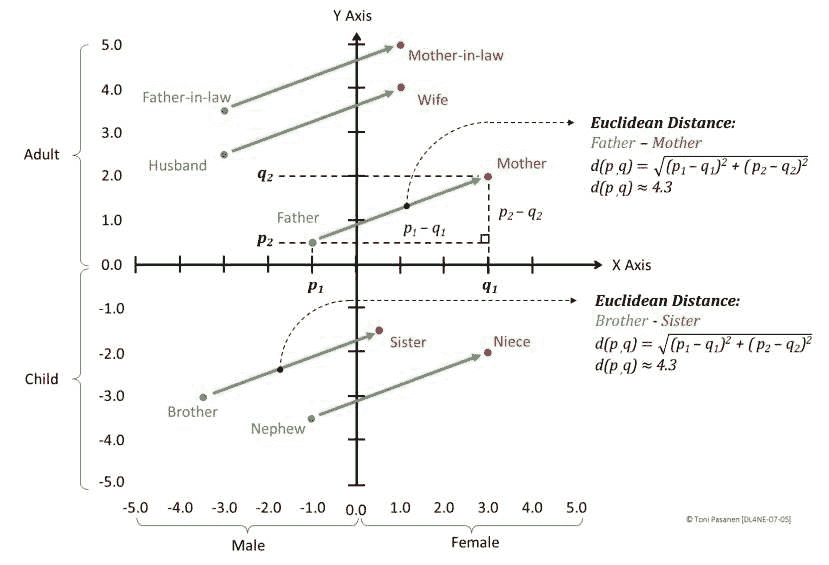 Y Axis
5.0
Mother-in-law
4.0
Father-in-law
Wife
3.0
Euclidean Distance:
Father – Mother
Adult
Husband
Mother
d(p ,q) = √(p₁ – q₁)² + (p₂ – q₂)²
2.0
q₂
d(p ,q) ≈ 4.3
Father
p₂ – q₂
1.0
p₁ – q₁
p₂
0.0
X Axis
p₁
q₁
-1.0
Euclidean Distance:
Brother - Sister
Sister
Niece
d(p ,q) = √(p₁ – q₁)² + (p₂ – q₂)²
-2.0
d(p ,q) ≈ 4.3
Child
-3.0
Brother
Nephew
-4.0
-5.0
-5.0 -4.0 -3.0 -2.0 -1.0 0.0 1.0 2.0 3.0 4.0 5.0
© Toni Pasanen [DL4NE-07-05]
Male
Female